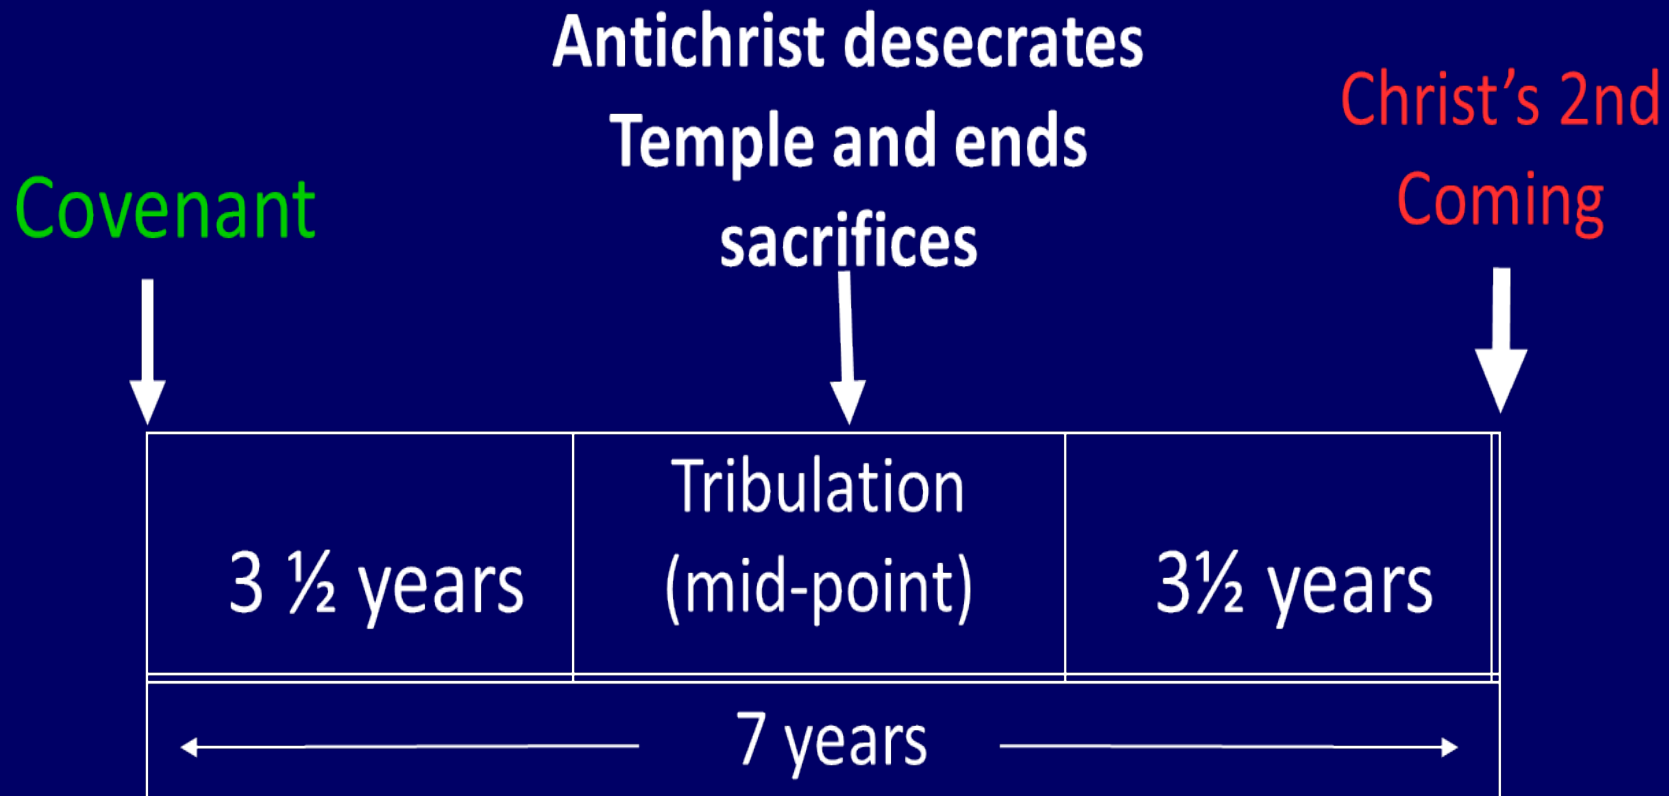 Antichrist desecrates
Temple and ends
sacrifices
Christ’s 2nd
Coming
Covenant
3 ½ years
Tribulation
(mid-point)
3½ years
7 years